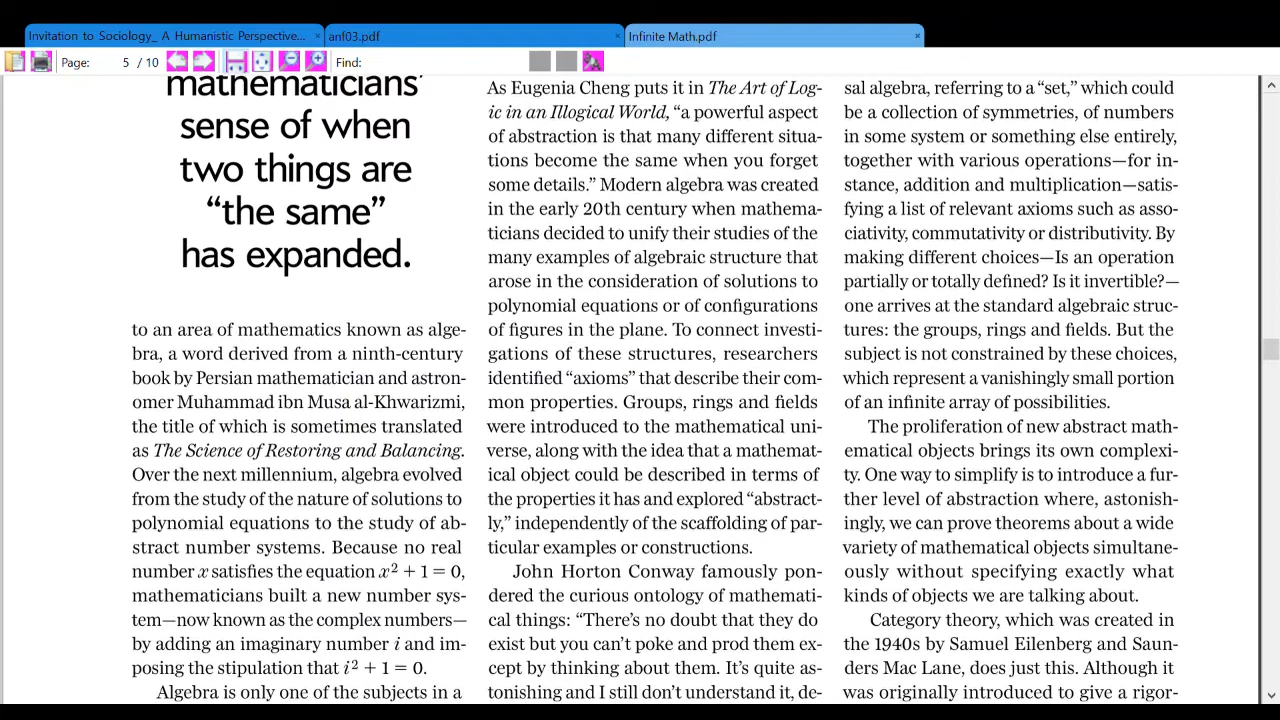 Invitation to Sociology_ A Humanistic Perspective...
anf03.pdf
Infinite Math.pdf
Page: 5 / 10
Find:
mathematicians’
sense of when
two things are
“the same”
has expanded.
to an area of mathematics known as alge-
bra, a word derived from a ninth-century
book by Persian mathematician and astron-
omer Muhammad ibn Musa al-Khwarizmi,
the title of which is sometimes translated
as The Science of Restoring and Balancing.
Over the next millennium, algebra evolved
from the study of the nature of solutions to
polynomial equations to the study of ab-
stract number systems. Because no real
number x satisfies the equation x² + 1 = 0,
mathematicians built a new number sys-
tem—now known as the complex numbers—
by adding an imaginary number i and im-
posing the stipulation that i² + 1 = 0.
Algebra is only one of the subjects in a
As Eugenia Cheng puts it in The Art of Log-
ic in an Illogical World, “a powerful aspect
of abstraction is that many different situa-
tions become the same when you forget
some details.” Modern algebra was created
in the early 20th century when mathema-
ticians decided to unify their studies of the
many examples of algebraic structure that
arose in the consideration of solutions to
polynomial equations or of configurations
of figures in the plane. To connect investi-
gations of these structures, researchers
identified “axioms” that describe their com-
mon properties. Groups, rings and fields
were introduced to the mathematical uni-
verse, along with the idea that a mathemat-
ical object could be described in terms of
the properties it has and explored “abstract-
ly,” independently of the scaffolding of par-
ticular examples or constructions.
John Horton Conway famously pon-
dered the curious ontology of mathemati-
cal things: “There’s no doubt that they do
exist but you can’t poke and prod them ex-
cept by thinking about them. It’s quite as-
tonishing and I still don’t understand it, de-
sal algebra, referring to a “set,” which could
be a collection of symmetries, of numbers
in some system or something else entirely,
together with various operations—for in-
stance, addition and multiplication—satis-
fying a list of relevant axioms such as asso-
ciativity, commutativity or distributivity. By
making different choices—Is an operation
partially or totally defined? Is it invertible?—
one arrives at the standard algebraic struc-
tures: the groups, rings and fields. But the
subject is not constrained by these choices,
which represent a vanishingly small portion
of an infinite array of possibilities.
The proliferation of new abstract math-
ematical objects brings its own complexi-
ty. One way to simplify is to introduce a fur-
ther level of abstraction where, astonish-
ingly, we can prove theorems about a wide
variety of mathematical objects simultane-
ously without specifying exactly what
kinds of objects we are talking about.
Category theory, which was created in
the 1940s by Samuel Eilenberg and Saun-
ders Mac Lane, does just this. Although it
was originally introduced to give a rigor-